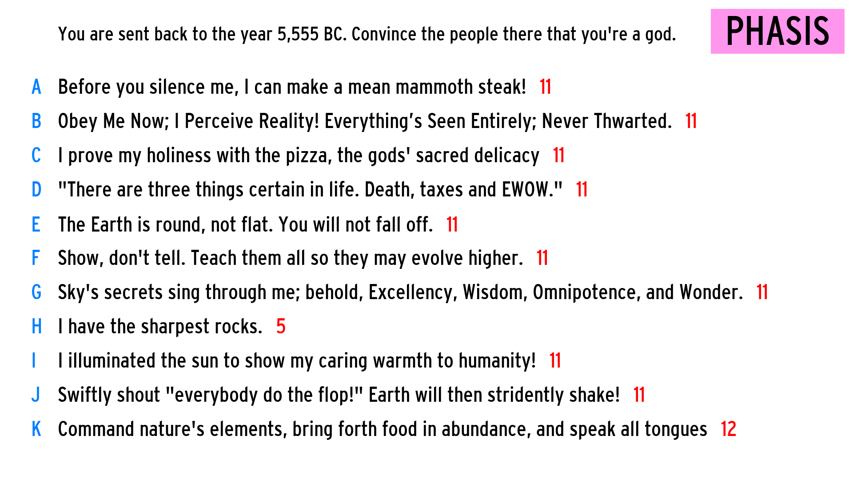 You are sent back to the year 5,555 BC. Convince the people there that you're a god.
PHASIS
A Before you silence me, I can make a mean mammoth steak! 11
B Obey Me Now; I Perceive Reality! Everything’s Seen Entirely; Never Thwarted. 11
C I prove my holiness with the pizza, the gods' sacred delicacy 11
D "There are three things certain in life. Death, taxes and EWOW." 11
E The Earth is round, not flat. You will not fall off. 11
F Show, don't tell. Teach them all so they may evolve higher. 11
G Sky's secrets sing through me; behold, Excellency, Wisdom, Omnipotence, and Wonder. 11
H I have the sharpest rocks. 5
I I illuminated the sun to show my caring warmth to humanity! 11
J Swiftly shout "everybody do the flop!" Earth will then stridently shake! 11
K Command nature's elements, bring forth food in abundance, and speak all tongues 12